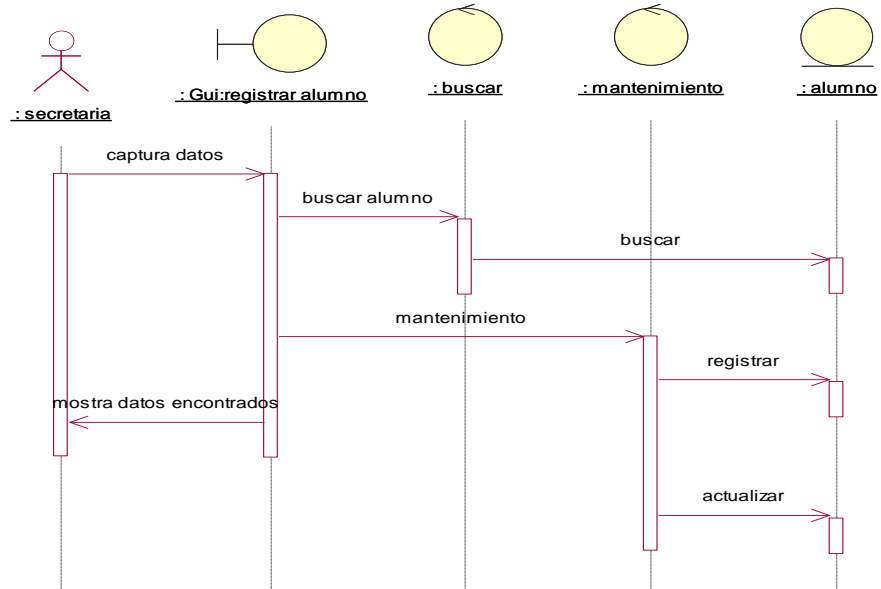 : secretaria
: Gui:registrar alumno
: buscar
: mantenimiento
: alumno
captura datos
buscar alumno
buscar
mantenimiento
registrar
mostra datos encontrados
actualizar